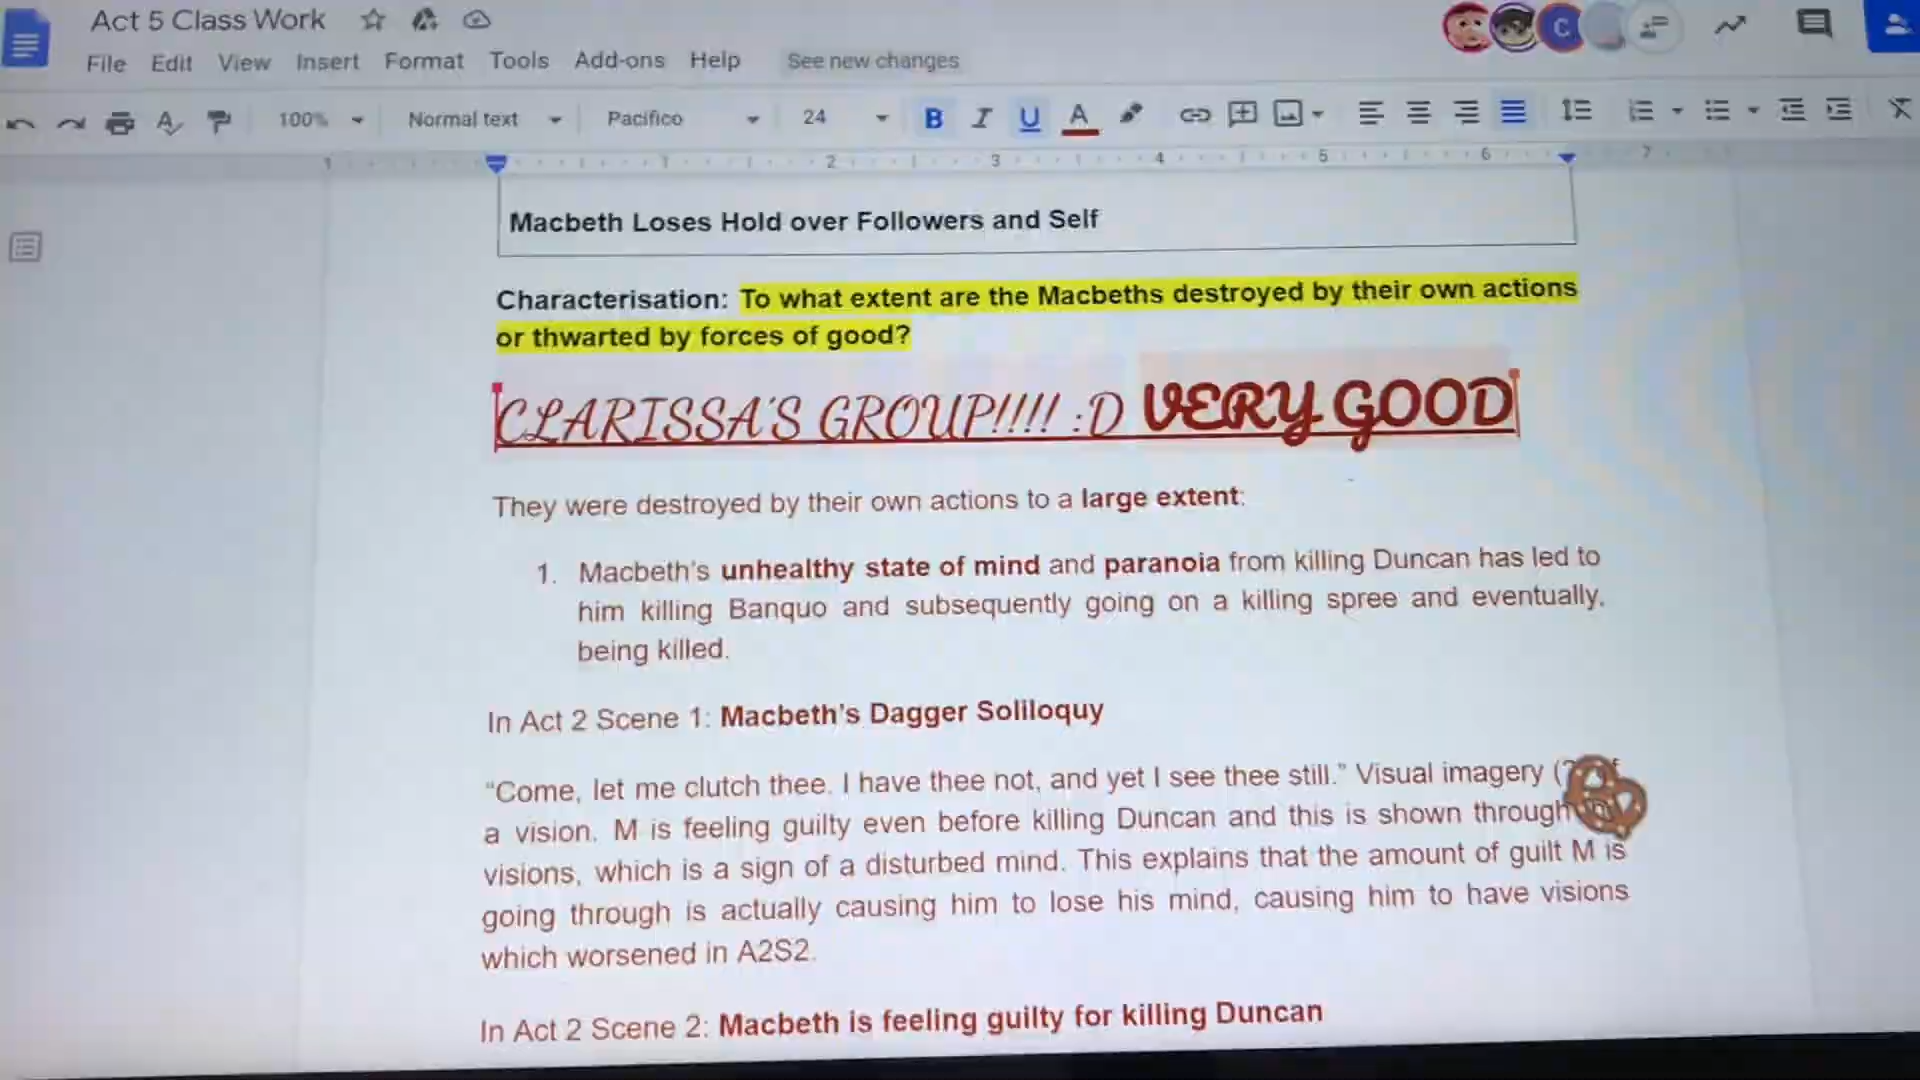 Act 5 Class Work
File Edit View Insert Format Tools Add-ons Help See new changes
100% Normal text Pacifico 24 B I U A
1 1 2 3 4 5 6 7
Macbeth Loses Hold over Followers and Self
Characterisation: To what extent are the Macbeths destroyed by their own actions
or thwarted by forces of good?
CLARISSA'S GROUP!!!! :D VERY GOOD
They were destroyed by their own actions to a large extent:
1. Macbeth's unhealthy state of mind and paranoia from killing Duncan has led to
him killing Banquo and subsequently going on a killing spree and eventually,
being killed.
In Act 2 Scene 1: Macbeth's Dagger Soliloquy
"Come, let me clutch thee. I have thee not, and yet I see thee still." Visual imagery
a vision. M is feeling guilty even before killing Duncan and this is shown through
visions, which is a sign of a disturbed mind. This explains that the amount of guilt M is
going through is actually causing him to lose his mind, causing him to have visions
which worsened in A2S2.
In Act 2 Scene 2: Macbeth is feeling guilty for killing Duncan